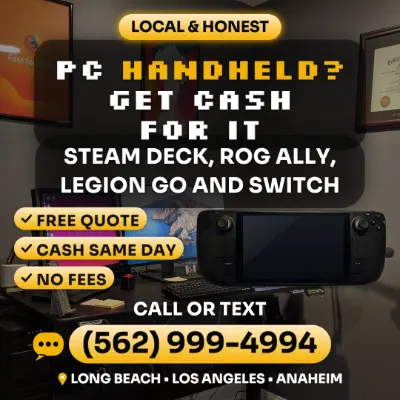 LOCAL & HONEST
PC HANDHELD?
GET CASH
FOR IT
STEAM DECK, ROG ALLY,
LEGION GO AND SWITCH
FREE QUOTE
CASH SAME DAY
NO FEES
CALL OR TEXT
(562) 999-4994
LONG BEACH • LOS ANGELES • ANAHEIM